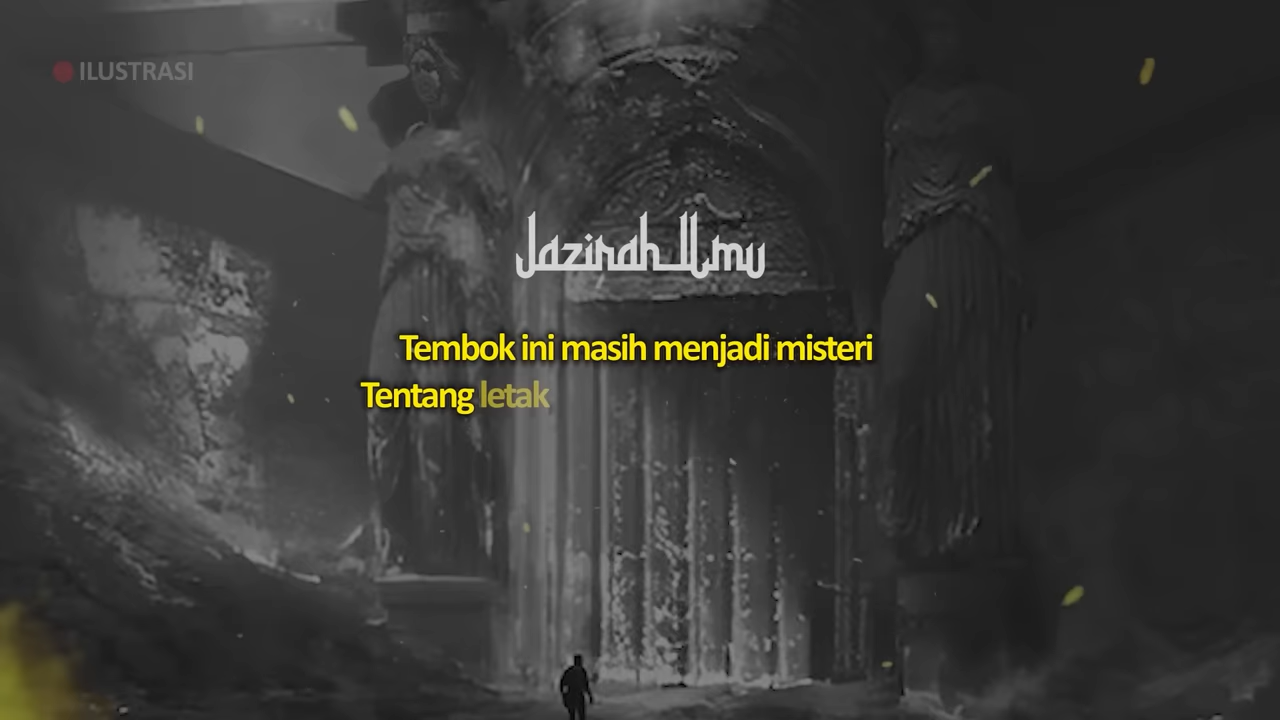 ILUSTRASI
Jazirah Ilmu
Tembok ini masih menjadi misteri
Tentang letak